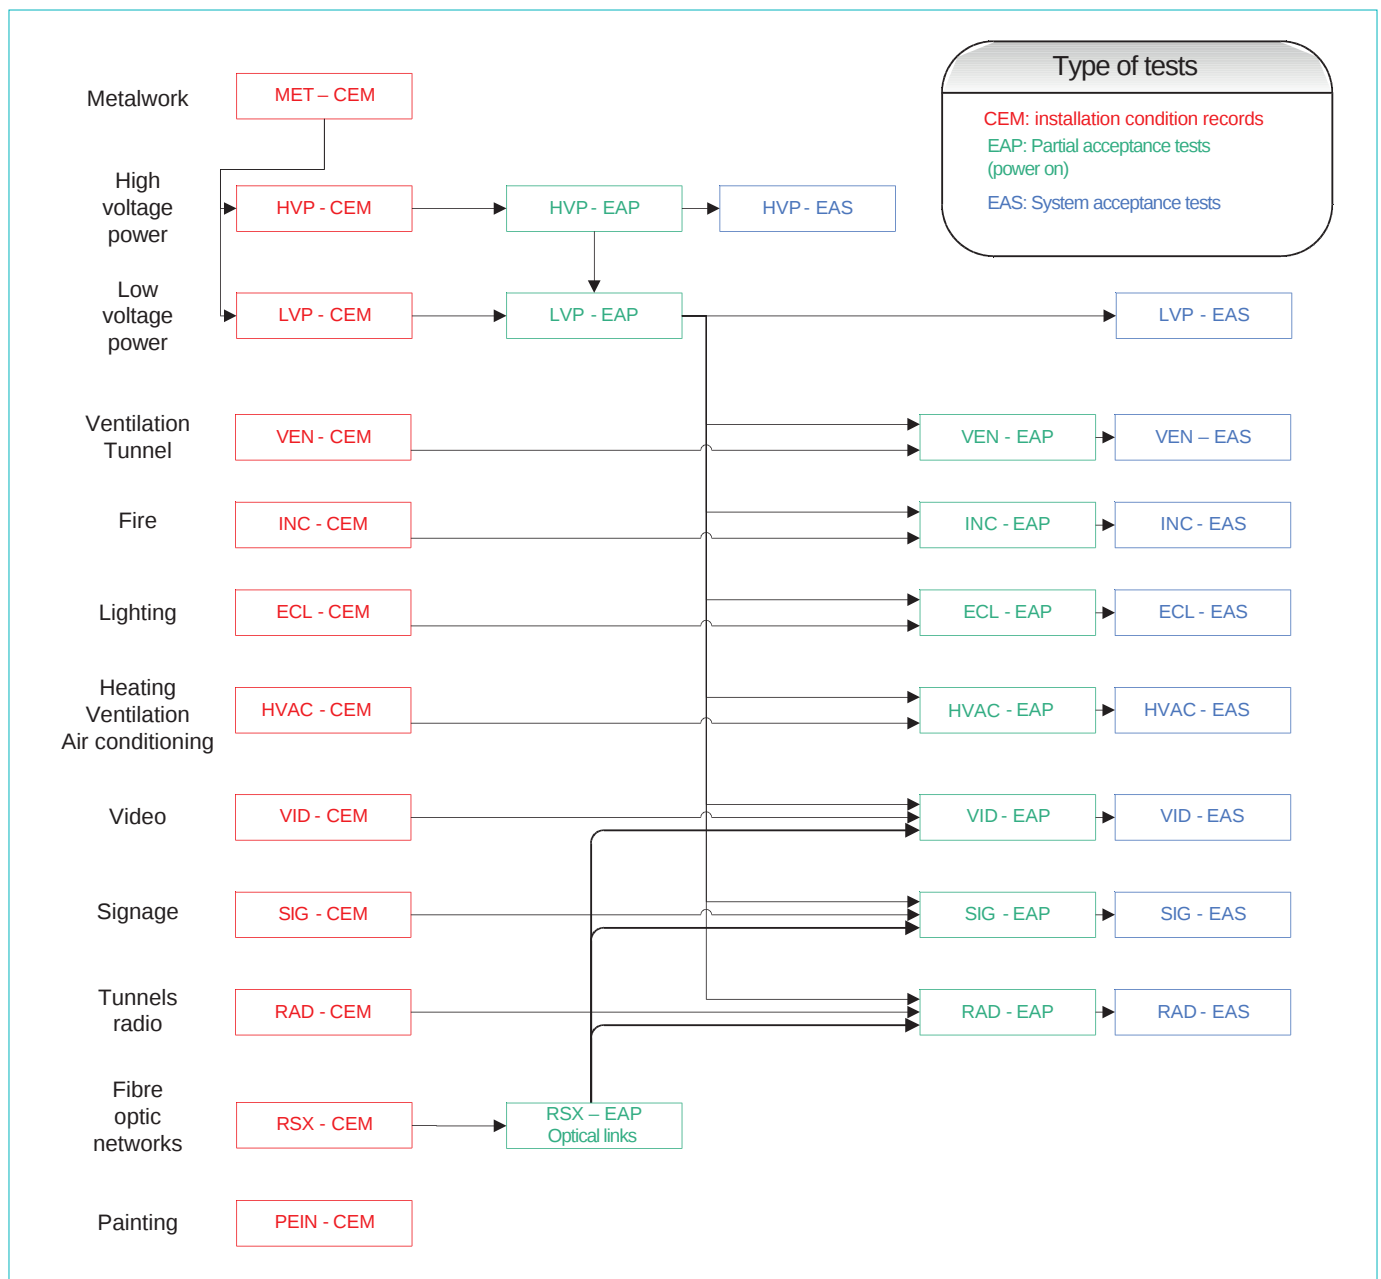 Type of tests
CEM: installation condition records
EAP: Partial acceptance tests
(power on)
EAS: System acceptance tests
Metalwork
MET – CEM
High
voltage
power
HVP - CEM
HVP - EAP
HVP - EAS
Low
voltage
power
LVP - CEM
LVP - EAP
LVP - EAS
Ventilation
Tunnel
VEN - CEM
VEN - EAP
VEN – EAS
Fire
INC - CEM
INC - EAP
INC - EAS
Lighting
ECL - CEM
ECL - EAP
ECL - EAS
Heating
Ventilation
Air conditioning
HVAC - CEM
HVAC - EAP
HVAC - EAS
Video
VID - CEM
VID - EAP
VID - EAS
Signage
SIG - CEM
SIG - EAP
SIG - EAS
Tunnels
radio
RAD - CEM
RAD - EAP
RAD - EAS
Fibre
optic
networks
RSX - CEM
RSX – EAP
Optical links
Painting
PEIN - CEM